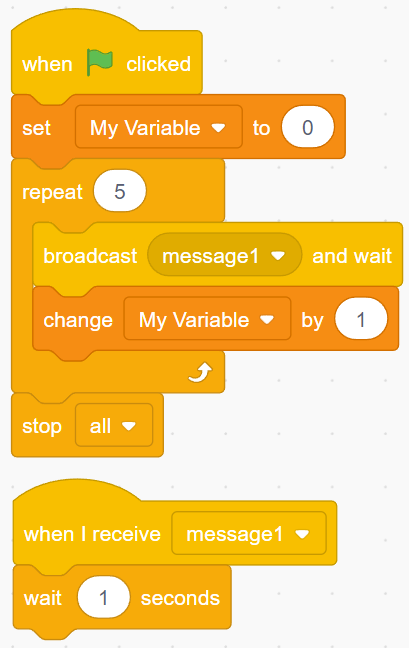 when clicked
set My Variable to 0
repeat 5
broadcast message1 and wait
change My Variable by 1
stop all
when I receive message1
wait 1 seconds